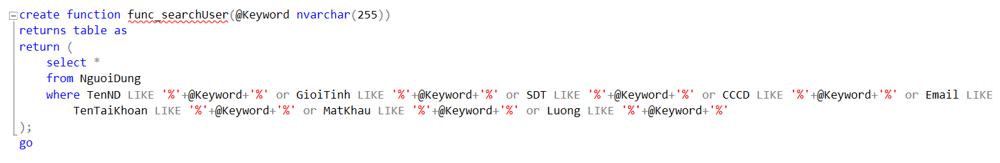 create function func_searchUser(@Keyword nvarchar(255))
returns table as
return (
select *
from NguoiDung
where TenND LIKE '%'+@Keyword+'%' or GioiTinh LIKE '%'+@Keyword+'%' or SDT LIKE '%'+@Keyword+'%' or CCCD LIKE '%'+@Keyword+'%' or Email LIKE
TenTaiKhoan LIKE '%'+@Keyword+'%' or MatKhau LIKE '%'+@Keyword+'%' or Luong LIKE '%'+@Keyword+'%'
);
go